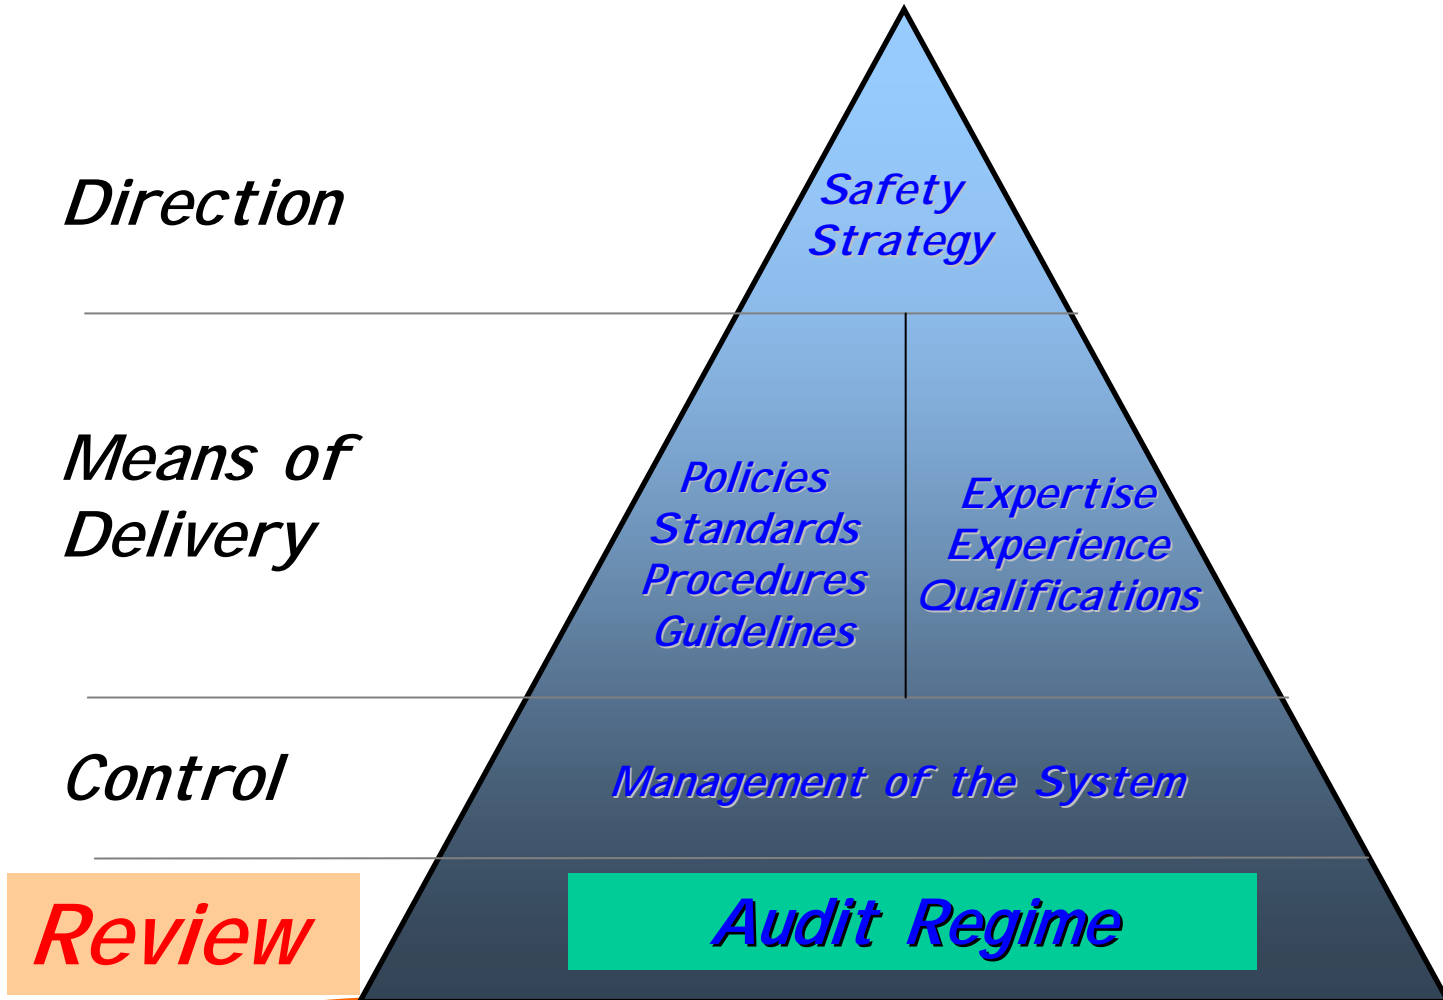 Direction
Safety
Strategy
Means of
Delivery
Policies
Standards
Procedures
Guidelines
Expertise
Experience
Qualifications
Control
Management of the System
Review
Audit Regime